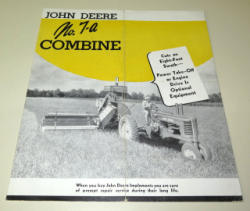 JOHN DEERE
No. 7-A
COMBINE
Cuts an
Eight-Foot
Swath—
Power Take-Off
or Engine
Drive Is
Optional
Equipment
When you buy John Deere Implements you are sure
of prompt repair service during their long life.